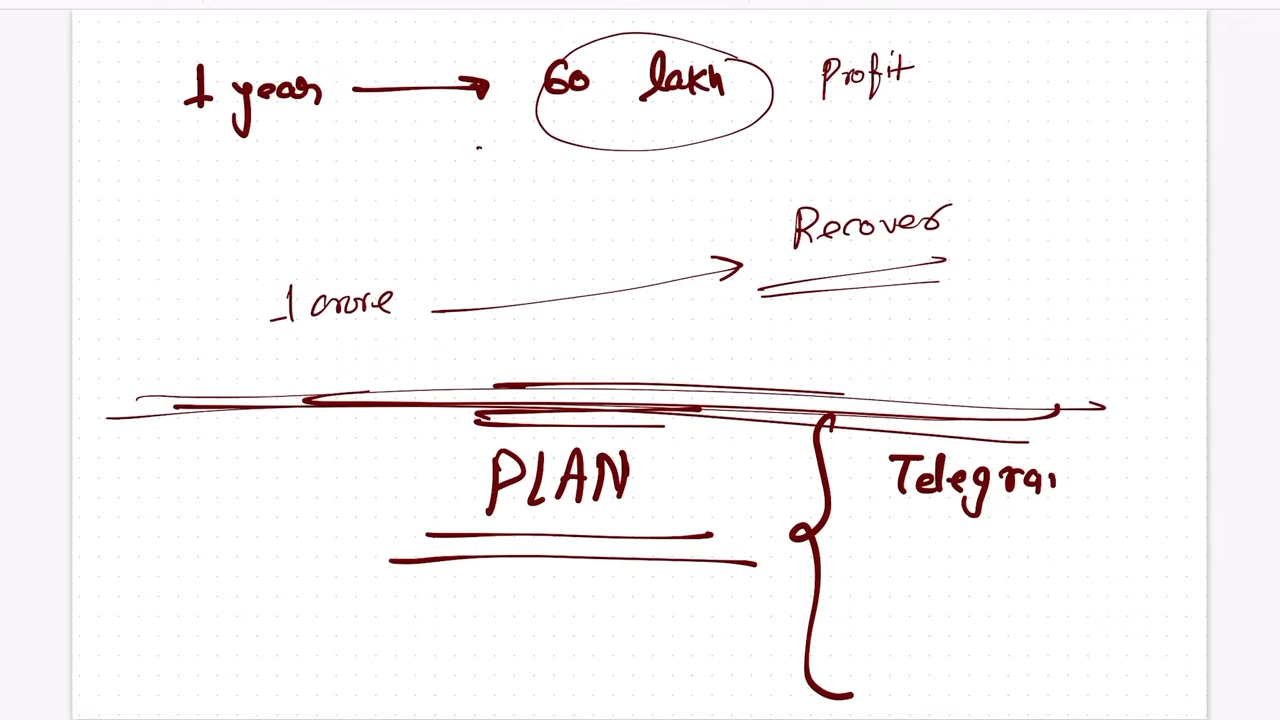 1 year 60 lakh Profit
Recover
1 crore
PLAN
Telegra